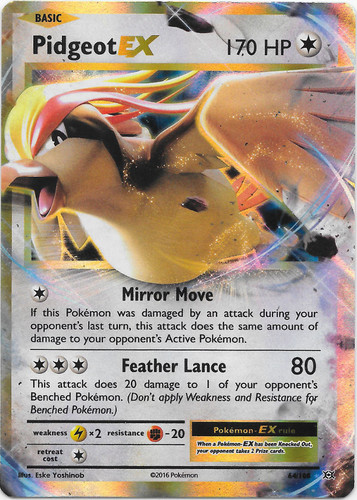 BASIC
Pidgeot EX 170 HP
Mirror Move
If this Pokémon was damaged by an attack during your
opponent's last turn, this attack does the same amount of
damage to your opponent's Active Pokémon.
Feather Lance 80
This attack does 20 damage to 1 of your opponent's
Benched Pokémon. (Don't apply Weakness and Resistance for
Benched Pokémon.)
weakness ×2 resistance -20
retreat
cost
Pokémon-EX rule
When a Pokémon-EX has been Knocked Out,
your opponent takes 2 Prize cards.
Illus. Eske Yoshinob ©2016 Pokémon 64/108